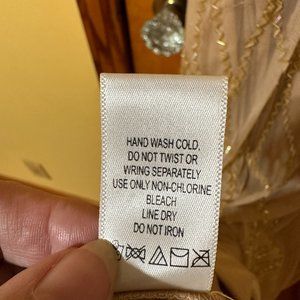 HAND WASH COLD,
DO NOT TWIST OR
WRING SEPARATELY
USE ONLY NON-CHLORINE
BLEACH
LINE DRY
DO NOT IRON